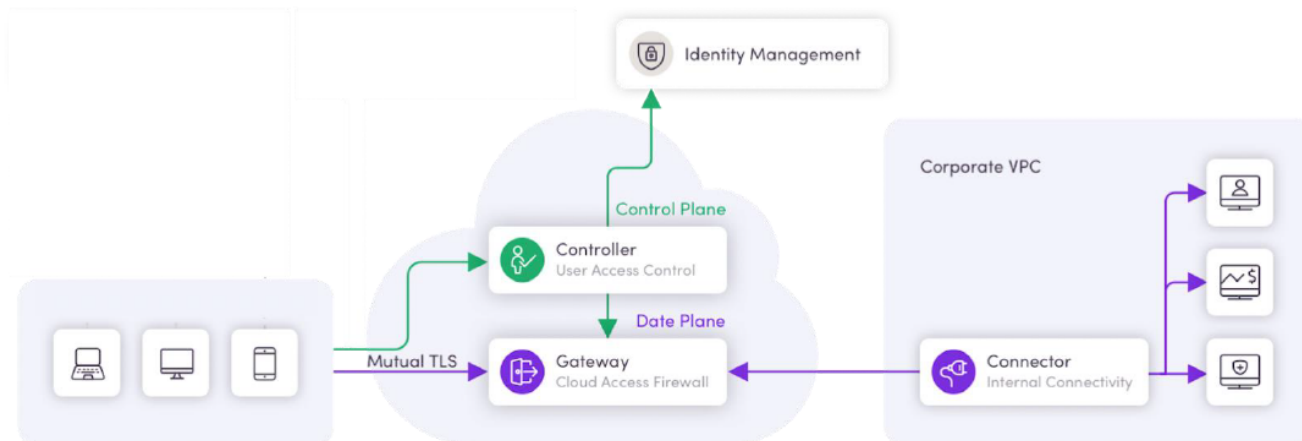 Identity Management
Corporate VPC
Control Plane
Controller
User Access Control
Date Plane
Mutual TLS
Gateway
Cloud Access Firewall
Connector
Internal Connectivity
$